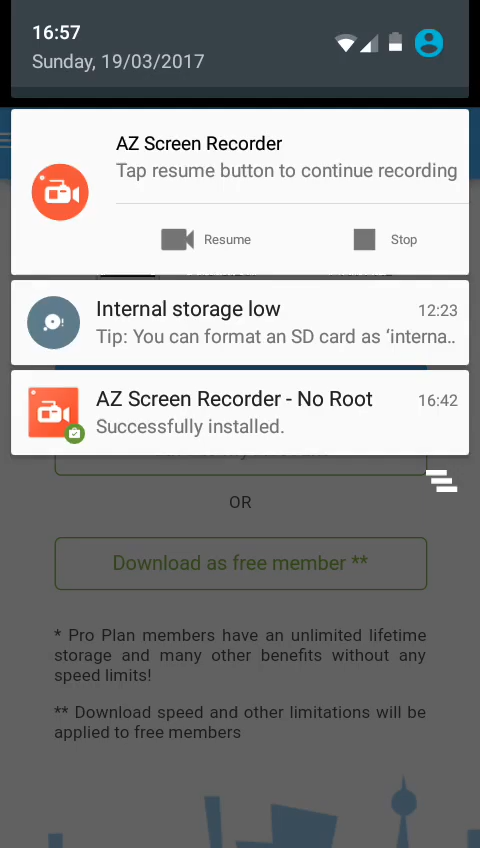 16:57
Sunday, 19/03/2017
AZ Screen Recorder
Tap resume button to continue recording
Resume
Stop
Internal storage low
12:23
Tip: You can format an SD card as ‘interna..
AZ Screen Recorder - No Root
16:42
Successfully installed.
OR
Download as free member **
* Pro Plan members have an unlimited lifetime
storage and many other benefits without any
speed limits!
** Download speed and other limitations will be
applied to free members